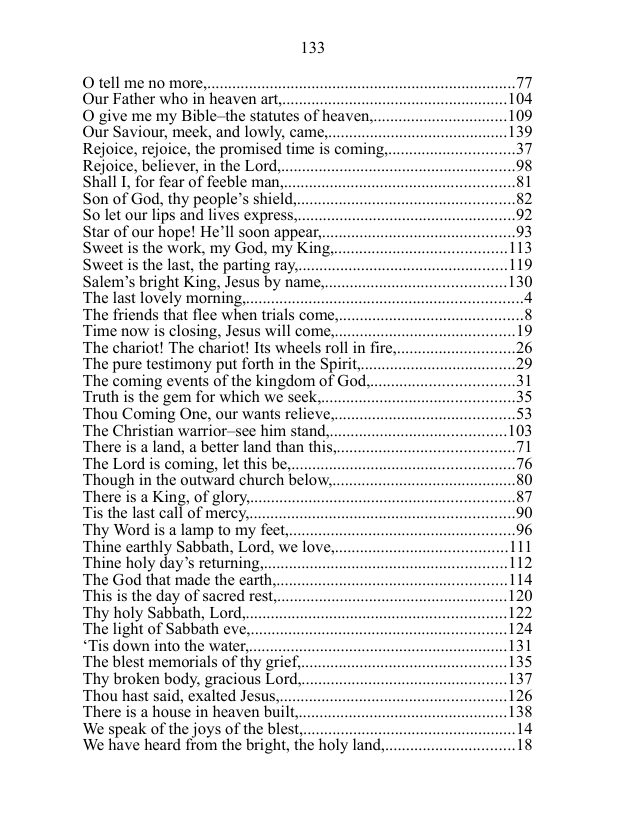 133
O tell me no more,...........................................................................77
Our Father who in heaven art,.......................................................104
O give me my Bible–the statutes of heaven,.................................109
Our Saviour, meek, and lowly, came,............................................139
Rejoice, rejoice, the promised time is coming,...............................37
Rejoice, believer, in the Lord,.........................................................98
Shall I, for fear of feeble man,........................................................81
Son of God, thy people’s shield,.....................................................82
So let our lips and lives express,.....................................................92
Star of our hope! He’ll soon appear,...............................................93
Sweet is the work, my God, my King,..........................................113
Sweet is the last, the parting ray,...................................................119
Salem’s bright King, Jesus by name,.............................................130
The last lovely morning,...................................................................4
The friends that flee when trials come,.............................................8
Time now is closing, Jesus will come,............................................19
The chariot! The chariot! Its wheels roll in fire,.............................26
The pure testimony put forth in the Spirit,......................................29
The coming events of the kingdom of God,...................................31
Truth is the gem for which we seek,...............................................35
Thou Coming One, our wants relieve,............................................53
The Christian warrior–see him stand,...........................................103
There is a land, a better land than this,...........................................71
The Lord is coming, let this be,.......................................................76
Though in the outward church below,.............................................80
There is a King, of glory,................................................................87
Tis the last call of mercy,.................................................................90
Thy Word is a lamp to my feet,.......................................................96
Thine earthly Sabbath, Lord, we love,..........................................111
Thine holy day’s returning,...........................................................112
The God that made the earth,........................................................114
This is the day of sacred rest,........................................................120
Thy holy Sabbath, Lord,................................................................122
The light of Sabbath eve,..............................................................124
‘Tis down into the water,...............................................................131
The blest memorials of thy grief,..................................................135
Thy broken body, gracious Lord,..................................................137
Thou hast said, exalted Jesus,.......................................................126
There is a house in heaven built,...................................................138
We speak of the joys of the blest,....................................................14
We have heard from the bright, the holy land,................................18